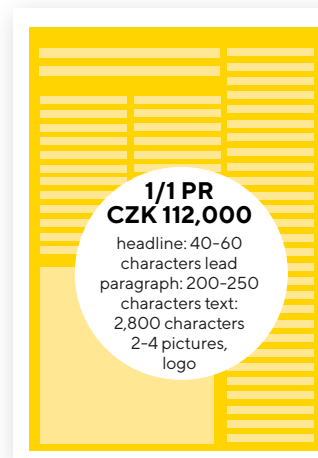 1/1 PR
CZK 112,000
headline: 40-60
characters lead
paragraph: 200-250
characters text:
2,800 characters
2-4 pictures,
logo